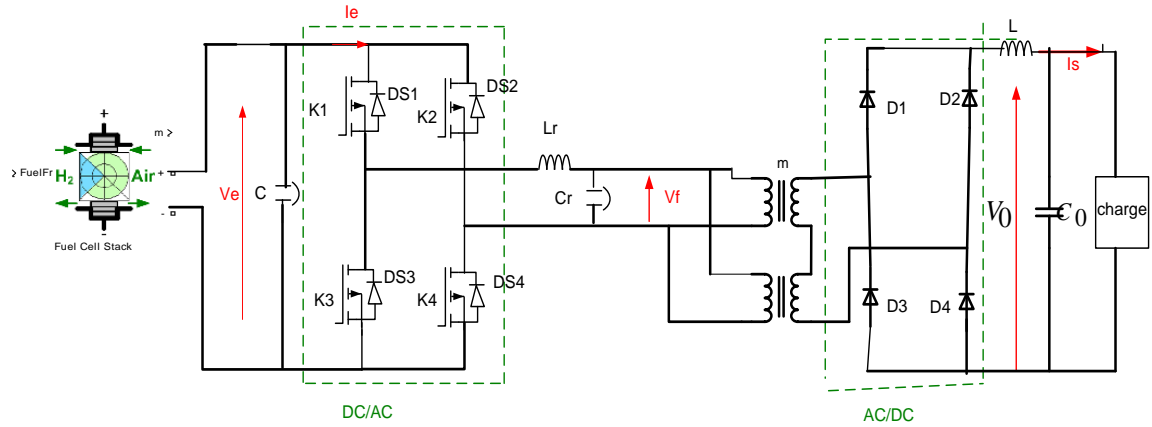 Ie
L
DS1
DS2
K1
K2
D1
D2
Is
+
m >
> FuelFr
H2
Air
+
-
-
Fuel Cell Stack
Ve
C
Lr
m
Cr
Vf
V0
C0
charge
DS3
DS4
K3
K4
D3
D4
DC/AC
AC/DC